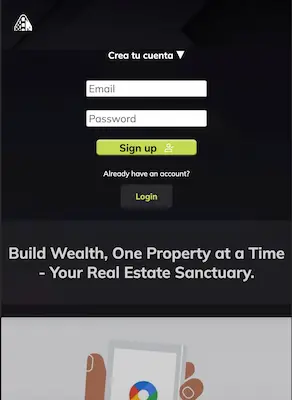 Crea tu cuenta ▼
Email
Password
Sign up
Already have an account?
Login
Build Wealth, One Property at a Time
- Your Real Estate Sanctuary.